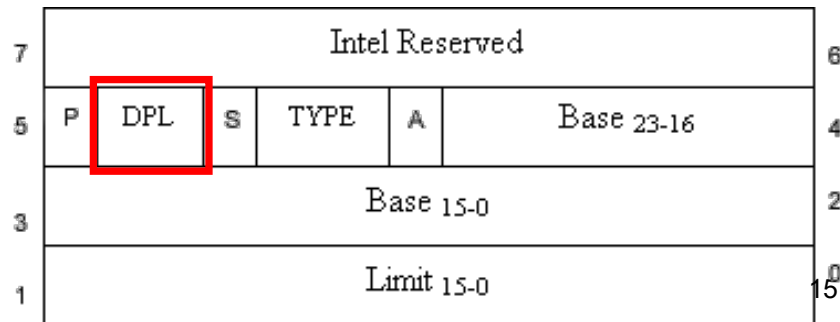 7 Intel Reserved 6
5 P DPL S TYPE A Base 23-16 4
3 Base 15-0 2
1 Limit 15-0 0
15